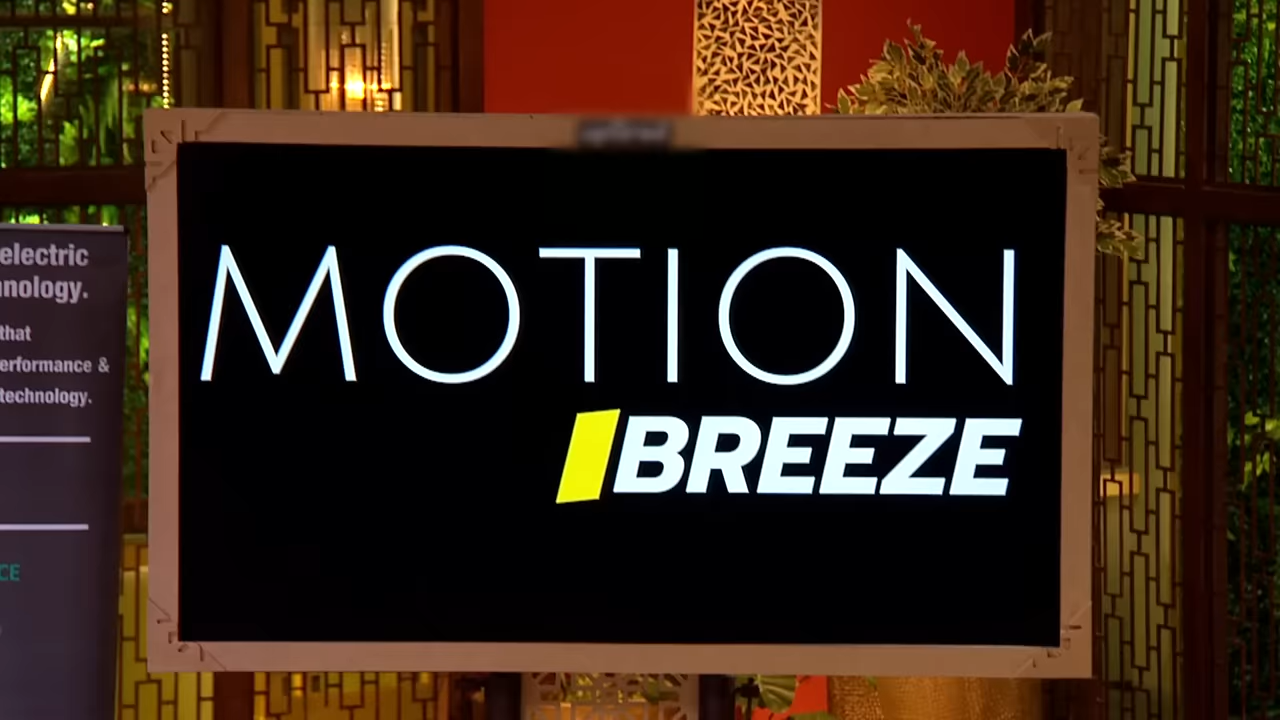 MOTION
BREEZE
electric
nology.
that
erformance &
technology.
CE